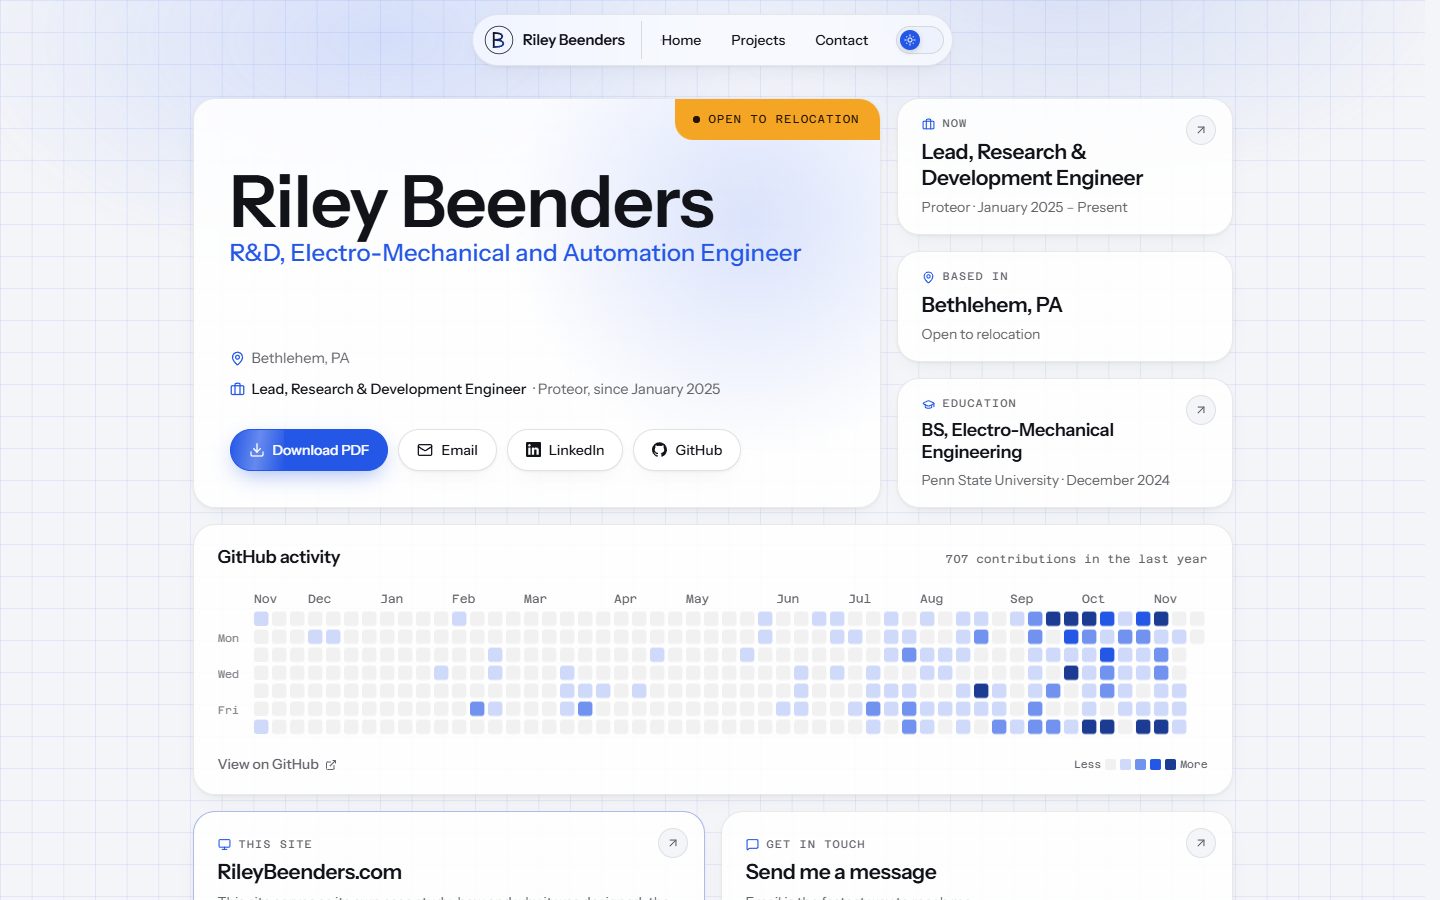 B Riley Beenders Home Projects Contact
OPEN TO RELOCATION
Riley Beenders
R&D, Electro-Mechanical and Automation Engineer
Bethlehem, PA
Lead, Research & Development Engineer · Proteor, since January 2025
Download PDF Email LinkedIn GitHub
NOW
Lead, Research &
Development Engineer
Proteor · January 2025 – Present
BASED IN
Bethlehem, PA
Open to relocation
EDUCATION
BS, Electro-Mechanical
Engineering
Penn State University · December 2024
GitHub activity
707 contributions in the last year
Nov Dec Jan Feb Mar Apr May Jun Jul Aug Sep Oct Nov
Mon
Wed
Fri
View on GitHub
Less More
THIS SITE
RileyBeenders.com
GET IN TOUCH
Send me a message